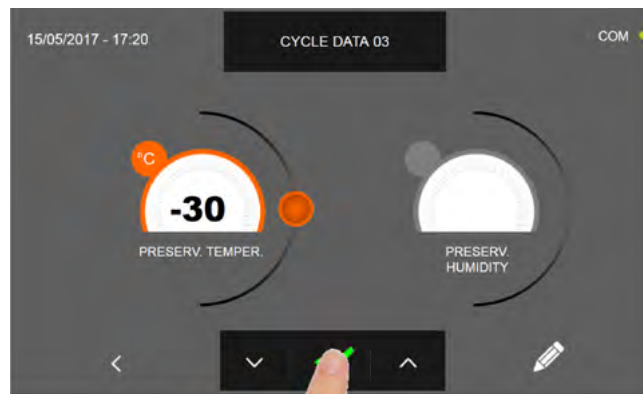 15/05/2017 - 17:20
CYCLE DATA 03
COM
°C
-30
PRESERV. TEMPER.
PRESERV.
HUMIDITY